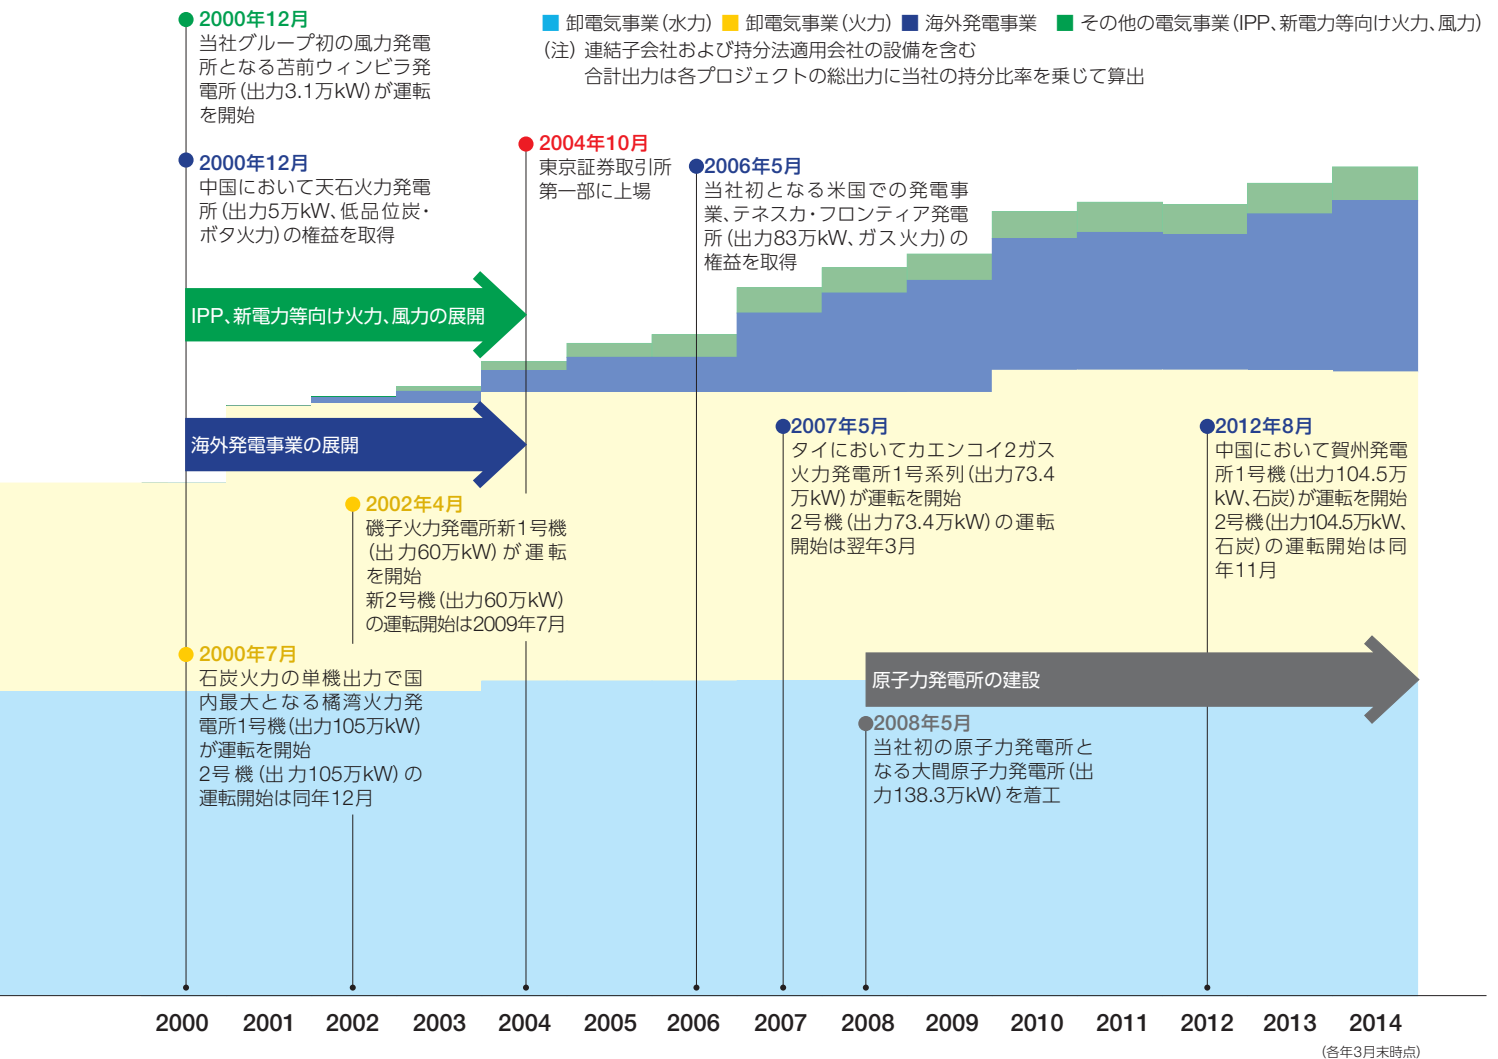 2000年12月
当社グループ初の風力発電
所となる苫前ウィンビラ発
電所（出力3.1万kW）が運転
を開始
卸電気事業（水力） 卸電気事業（火力） 海外発電事業 その他の電気事業（IPP、新電力等向け火力、風力）
（注） 連結子会社および持分法適用会社の設備を含む
合計出力は各プロジェクトの総出力に当社の持分比率を乗じて算出
2000年12月
中国において天石火力発電
所（出力5万kW、低品位炭・
ボタ火力）の権益を取得
2004年10月
東京証券取引所
第一部に上場
2006年5月
当社初となる米国での発電事
業、テネスカ・フロンティア発電
所（出力83万kW、ガス火力）の
権益を取得
IPP、新電力等向け火力、風力の展開
海外発電事業の展開
2002年4月
磯子火力発電所新1号機
（出力60万kW）が運転
を開始
新2号機（出力60万kW）
の運転開始は2009年7月
2007年5月
タイにおいてカエンコイ2ガス
火力発電所1号系列（出力73.4
万kW）が運転を開始
2号機（出力73.4万kW）の運転
開始は翌年3月
2012年8月
中国において賀州発電
所1号機（出力104.5万
kW、石炭）が運転を開始
2号機（出力104.5万kW、
石炭）の運転開始は同
年11月
2000年7月
石炭火力の単機出力で国
内最大となる橘湾火力発
電所1号機（出力105万kW）
が運転を開始
2号機（出力105万kW）の
運転開始は同年12月
原子力発電所の建設
2008年5月
当社初の原子力発電所と
なる大間原子力発電所（出
力138.3万kW）を着工
2000 2001 2002 2003 2004 2005 2006 2007 2008 2009 2010 2011 2012 2013 2014
（各年3月末時点）